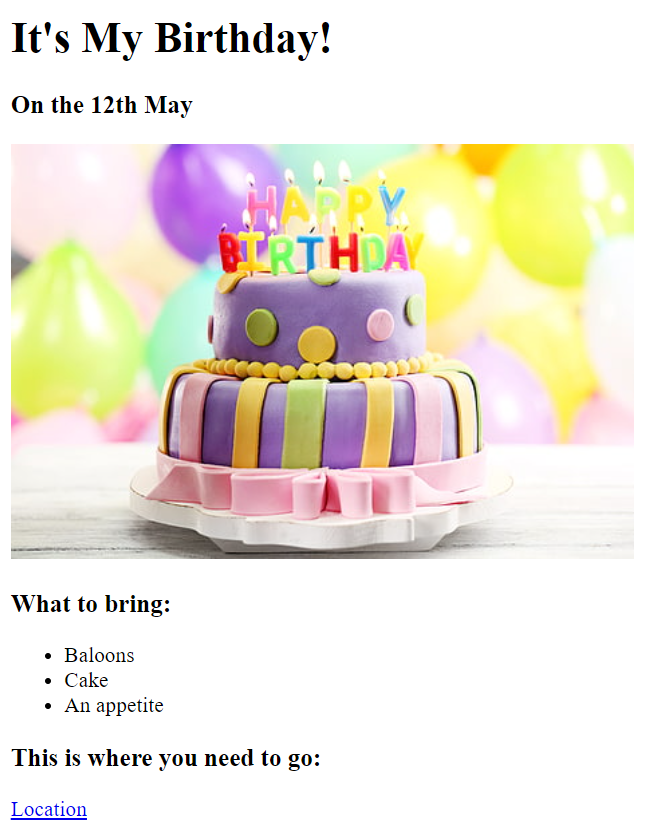 It's My Birthday!
On the 12th May
HAPPY
BIRTHDAY
What to bring:
Baloons
Cake
An appetite
This is where you need to go:
Location